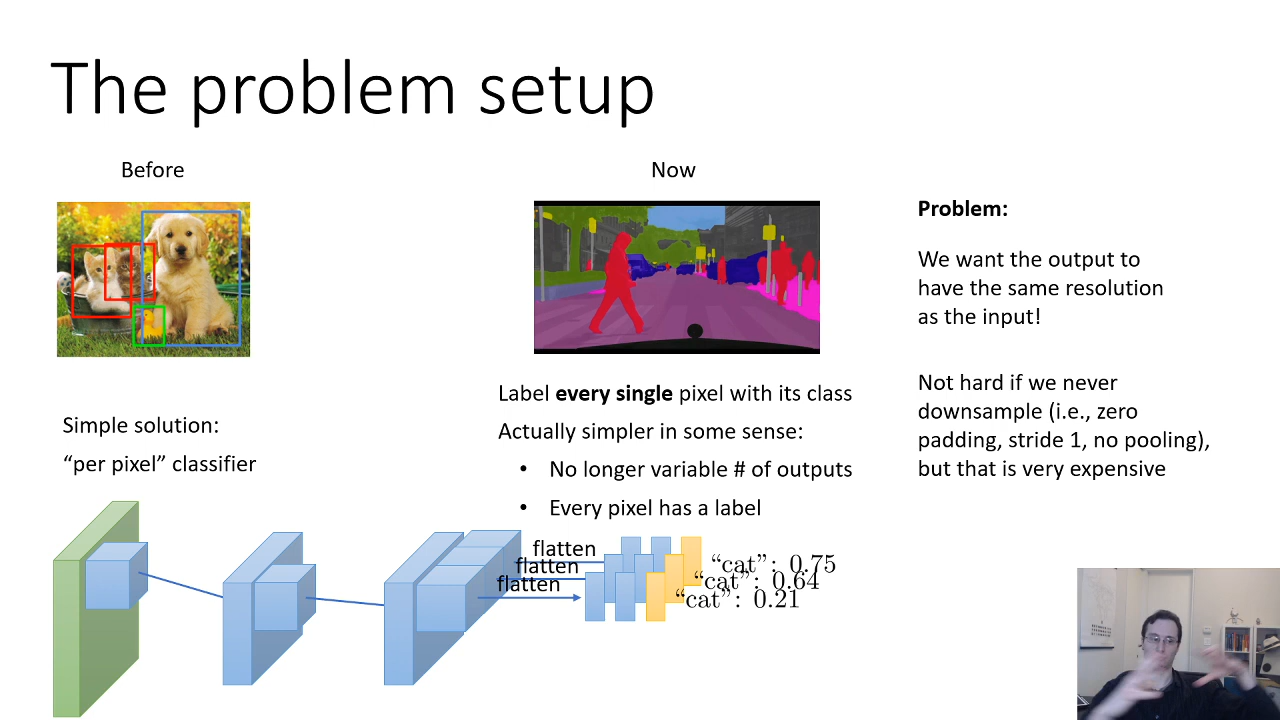 The problem setup
Before
Now
Simple solution:
“per pixel” classifier
Label every single pixel with its class
Actually simpler in some sense:
• No longer variable # of outputs
• Every pixel has a label
Problem:
We want the output to
have the same resolution
as the input!
Not hard if we never
downsample (i.e., zero
padding, stride 1, no pooling),
but that is very expensive
flatten
flatten
flatten
“cat”: 0.75
“cat”: 0.64
“cat”: 0.21